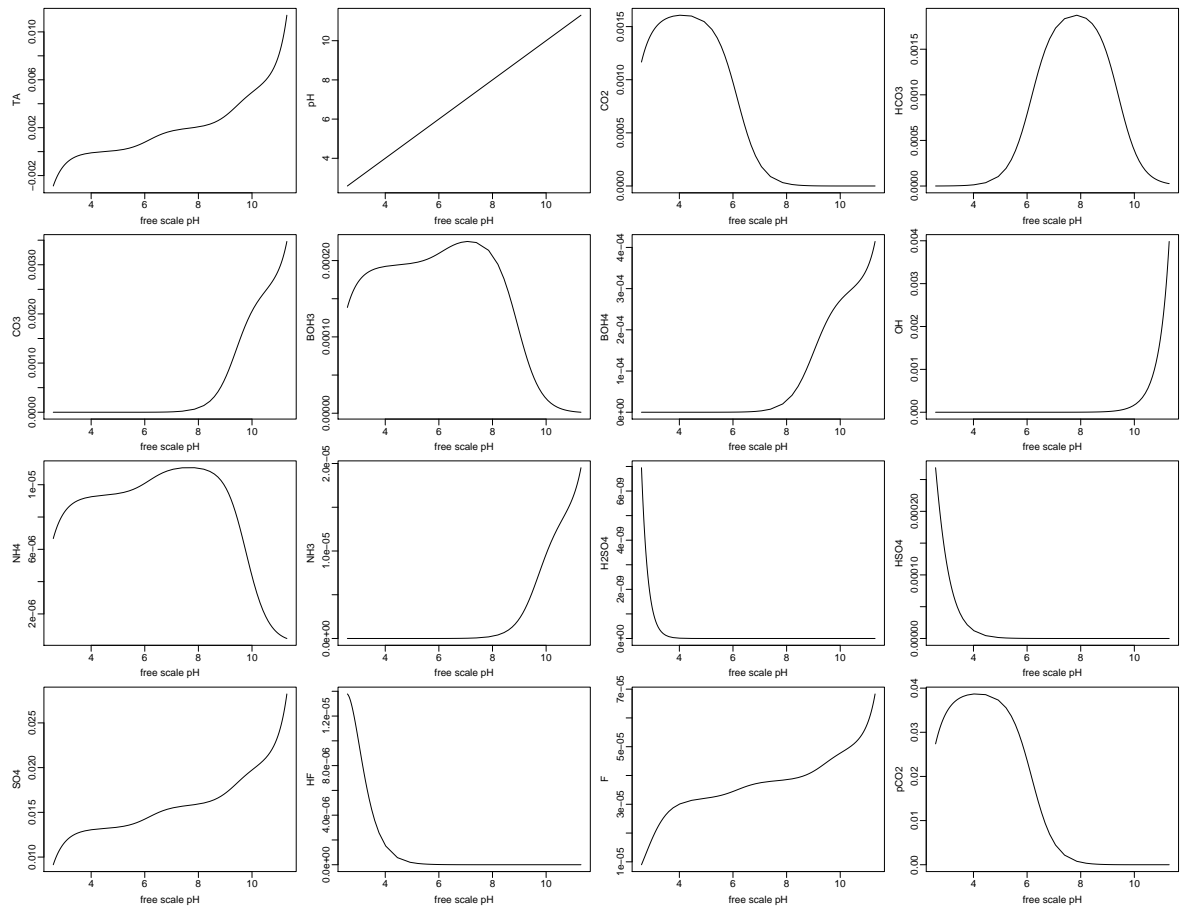 TA
−0.002 0.002 0.006 0.010
4 6 8 10
free scale pH
pH
4 6 8 10
4 6 8 10
free scale pH
CO2
0.0000 0.0005 0.0010 0.0015
4 6 8 10
free scale pH
HCO3
0.0000 0.0005 0.0010 0.0015
4 6 8 10
free scale pH
CO3
0.0000 0.0010 0.0020 0.0030
4 6 8 10
free scale pH
BOH3
0.00000 0.00010 0.00020
4 6 8 10
free scale pH
BOH4
0e+00 1e−04 2e−04 3e−04 4e−04
4 6 8 10
free scale pH
OH
0.000 0.001 0.002 0.003 0.004
4 6 8 10
free scale pH
NH4
2e−06 6e−06 1e−05
4 6 8 10
free scale pH
NH3
0.0e+00 1.0e−05 2.0e−05
4 6 8 10
free scale pH
H2SO4
0e+00 2e−09 4e−09 6e−09
4 6 8 10
free scale pH
HSO4
0.00000 0.00010 0.00020
4 6 8 10
free scale pH
SO4
0.010 0.015 0.020 0.025
4 6 8 10
free scale pH
HF
0.0e+00 4.0e−06 8.0e−06 1.2e−05
4 6 8 10
free scale pH
F
1e−05 3e−05 5e−05 7e−05
4 6 8 10
free scale pH
pCO2
0.00 0.01 0.02 0.03 0.04
4 6 8 10
free scale pH